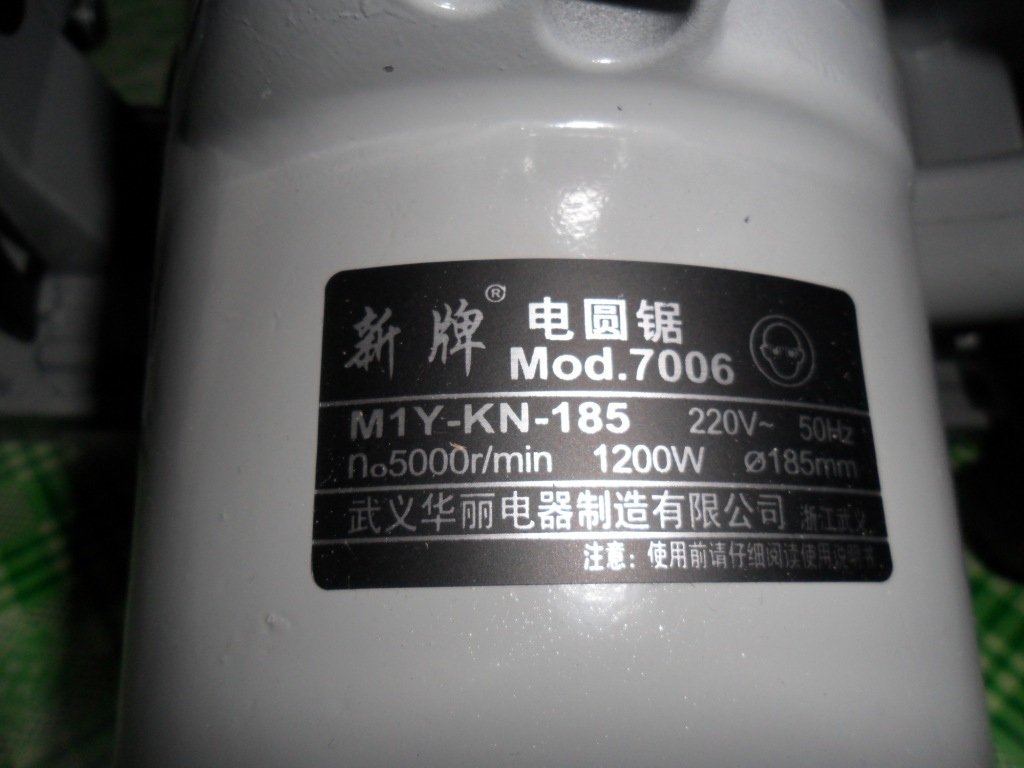 新牌® 电圆锯
Mod.7006
M1Y-KN-185 220V~ 50Hz
no5000r/min 1200W ø185mm
武义华丽电器制造有限公司 浙江武义
注意：使用前请仔细阅读使用说明书